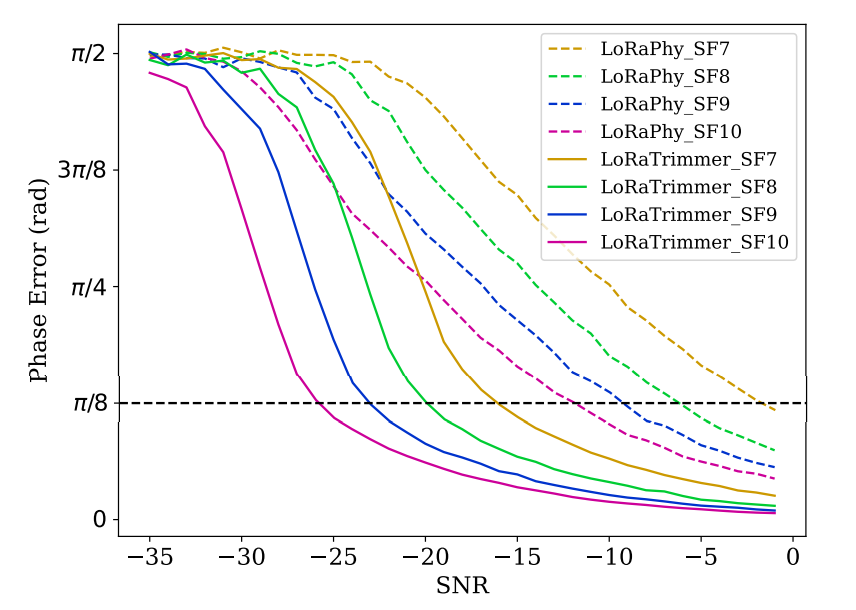 π/2
3π/8
π/4
π/8
0
Phase Error (rad)
−35
−30
−25
−20
−15
−10
−5
0
SNR
LoRaPhy_SF7
LoRaPhy_SF8
LoRaPhy_SF9
LoRaPhy_SF10
LoRaTrimmer_SF7
LoRaTrimmer_SF8
LoRaTrimmer_SF9
LoRaTrimmer_SF10